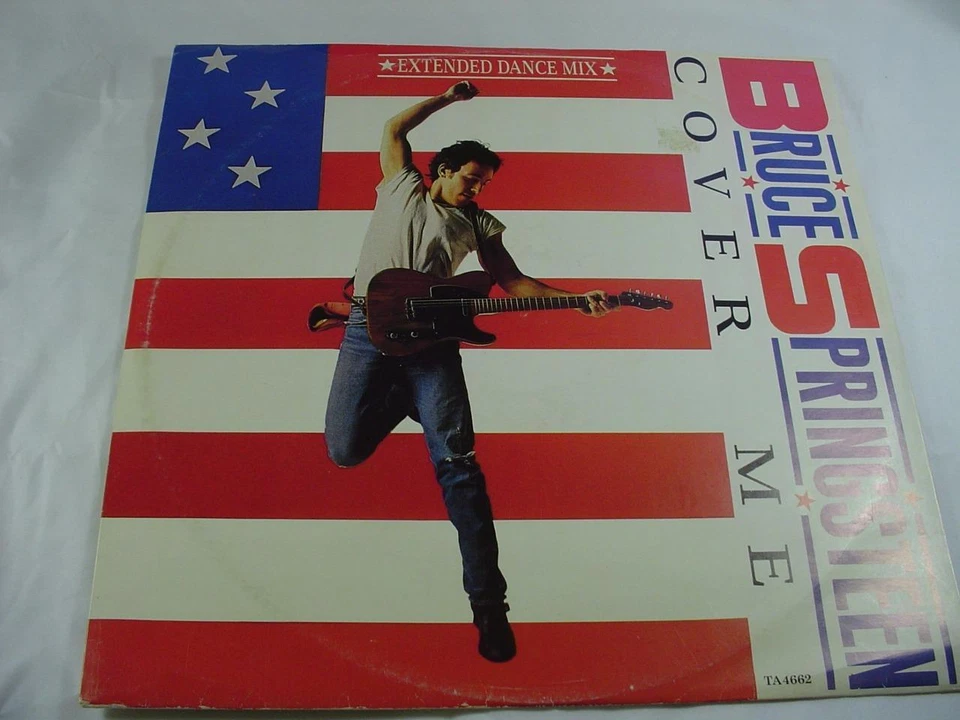 ★EXTENDED DANCE MIX★
COVER ME
BRUCE SPRINGSTEEN
TA4662